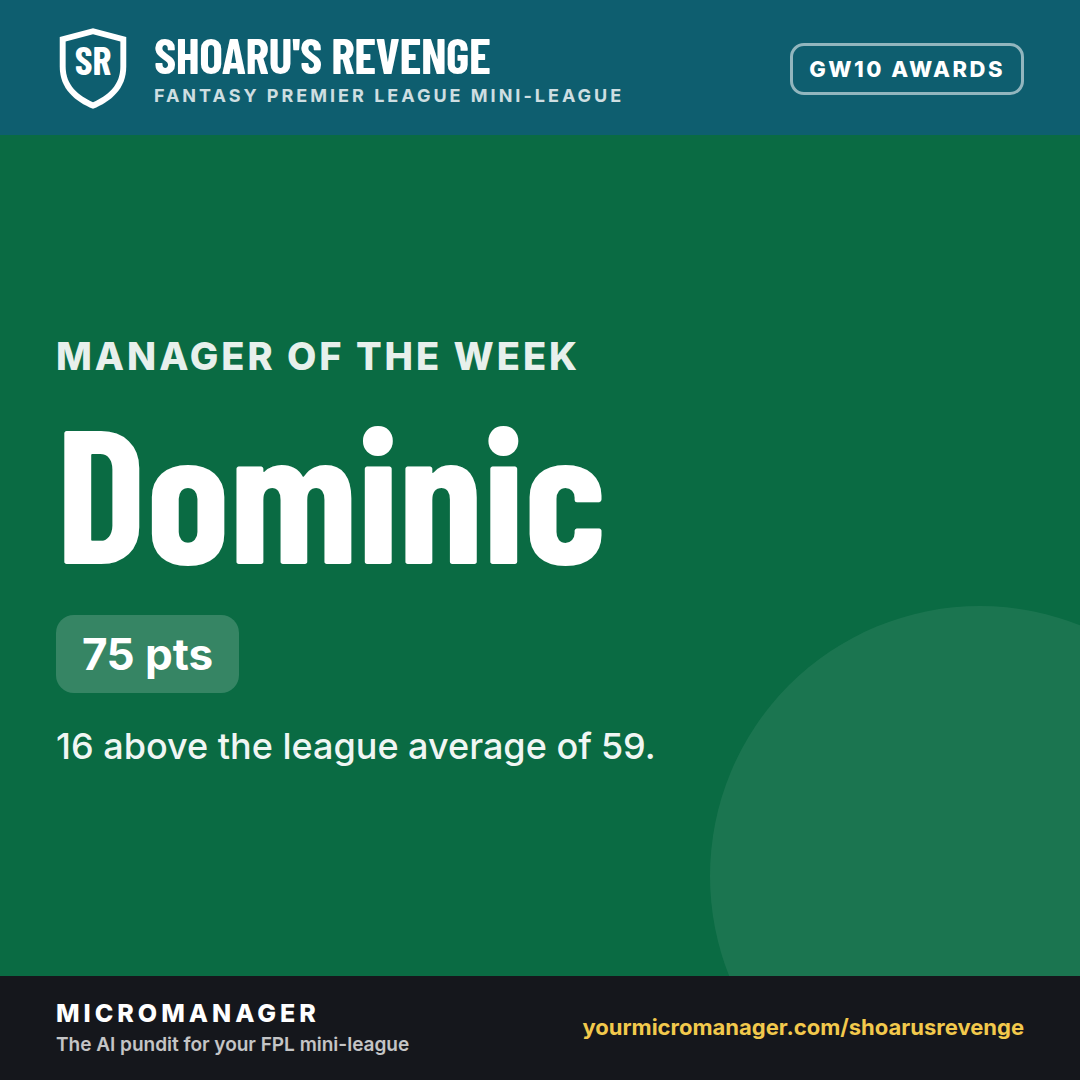 SR
SHOARU'S REVENGE
FANTASY PREMIER LEAGUE MINI-LEAGUE
GW10 AWARDS
MANAGER OF THE WEEK
Dominic
75 pts
16 above the league average of 59.
MICROMANAGER
The AI pundit for your FPL mini-league
yourmicromanager.com/shoarusrevenge